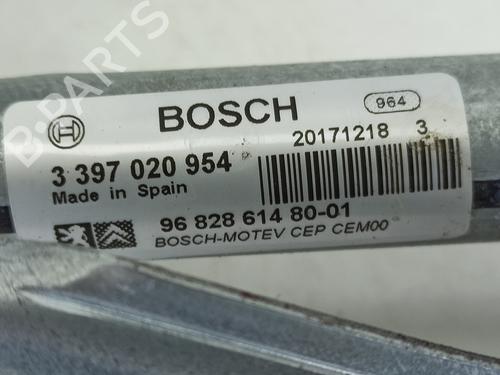 BOSCH
964
20171218 3
3 397 020 954
Made in Spain
96 828 614 80-01
BOSCH-MOTEV CEP CEM00
B-PARTS